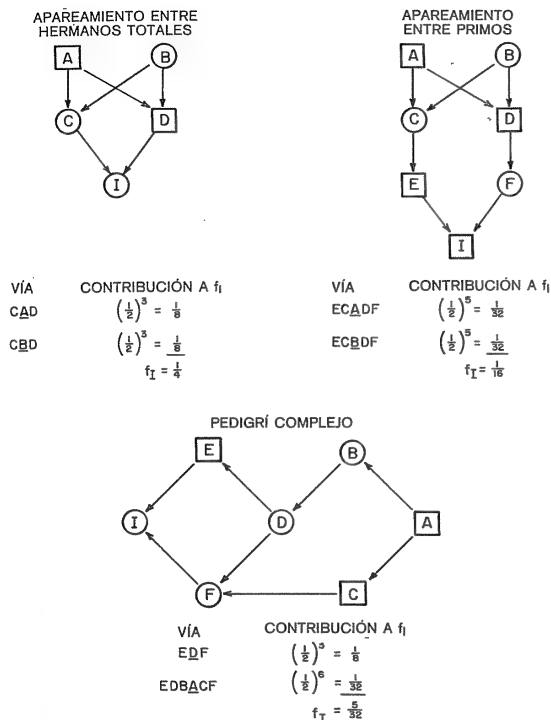 APAREAMIENTO ENTRE
HERMANOS TOTALES
A
B
C
D
I
VÍA CONTRIBUCIÓN A fI
CAD (1/2)³ = 1/8
CBD (1/2)³ = 1/8
fI = 1/4
APAREAMIENTO
ENTRE PRIMOS
A
B
C
D
E
F
I
VÍA CONTRIBUCIÓN A fI
ECADF (1/2)⁵ = 1/32
ECBDF (1/2)⁵ = 1/32
fI = 1/16
PEDIGRÍ COMPLEJO
E
B
I
D
A
F
C
VÍA CONTRIBUCIÓN A fI
EDF (1/2)³ = 1/8
EDBACF (1/2)⁶ = 1/32
fI = 5/32